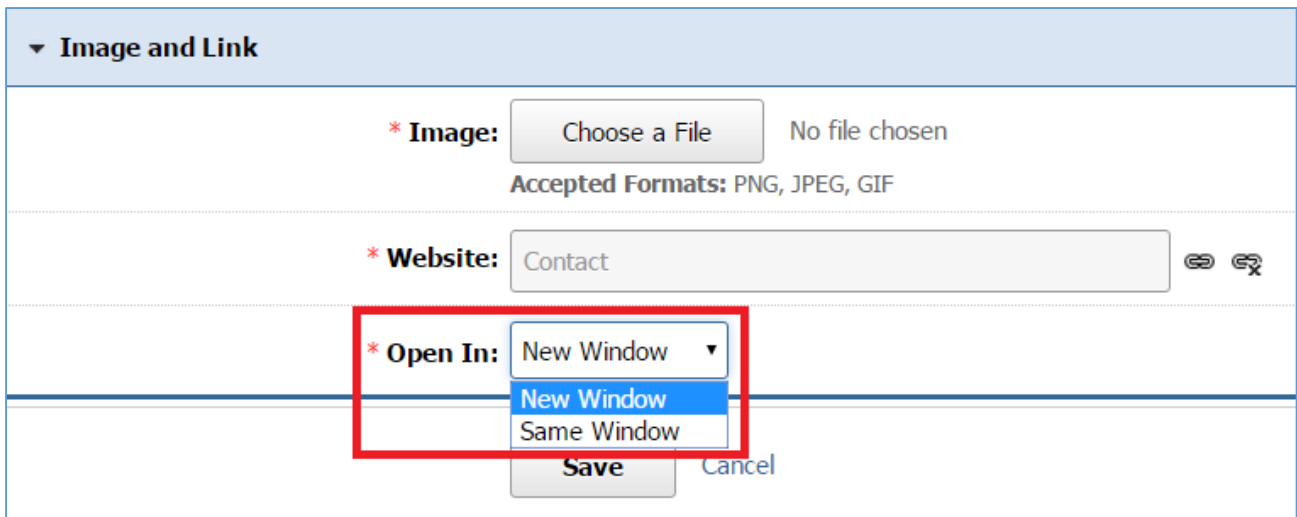 Image and Link
* Image: Choose a File No file chosen
Accepted Formats: PNG, JPEG, GIF
* Website: Contact
* Open In: New Window
New Window
Same Window
Save Cancel